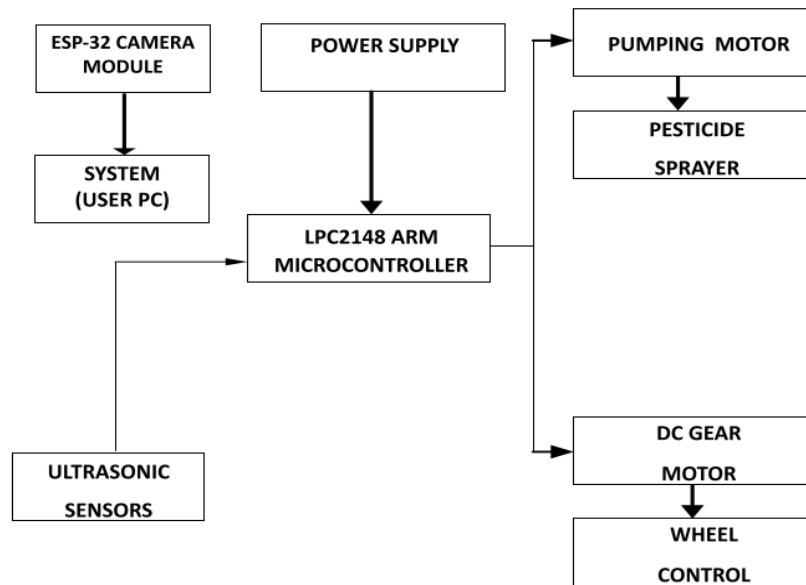 ESP-32 CAMERA
MODULE
POWER SUPPLY
PUMPING MOTOR
PESTICIDE
SPRAYER
SYSTEM
(USER PC)
LPC2148 ARM
MICROCONTROLLER
ULTRASONIC
SENSORS
DC GEAR
MOTOR
WHEEL
CONTROL